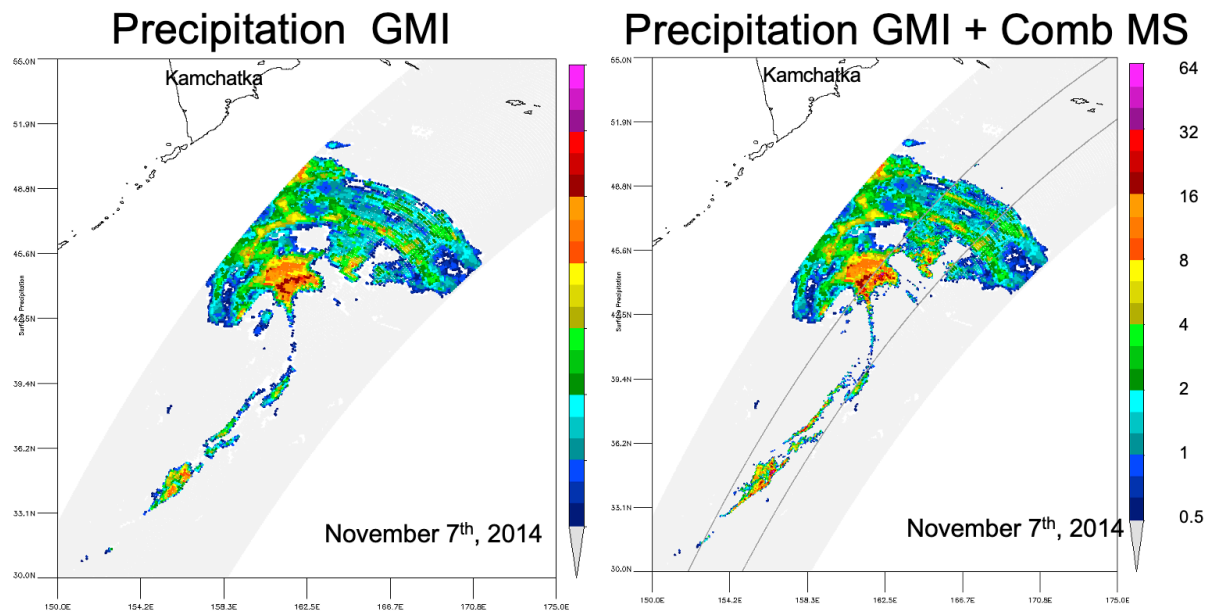 Precipitation GMI
Precipitation GMI + Comb MS
66.0N
Kamchatka
51.9N
48.8N
45.6N
42.5N
39.4N
36.2N
33.1N
30.0N
Surface Precipitation
November 7th, 2014
150.0E
154.2E
158.3E
162.5E
166.7E
170.8E
175.0E
66.0N
Kamchatka
51.9N
48.8N
45.6N
42.5N
39.4N
36.2N
33.1N
30.0N
Surface Precipitation
November 7th, 2014
150.0E
154.2E
158.3E
162.5E
166.7E
170.8E
175.0E
64
32
16
8
4
2
1
0.5